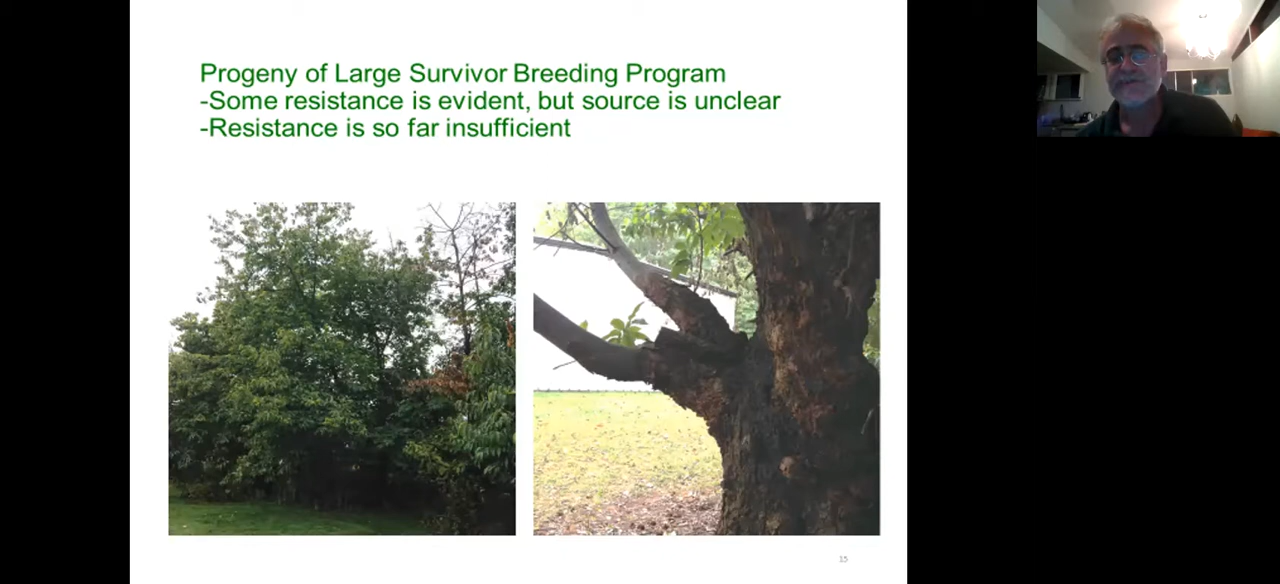 Progeny of Large Survivor Breeding Program
-Some resistance is evident, but source is unclear
-Resistance is so far insufficient
15